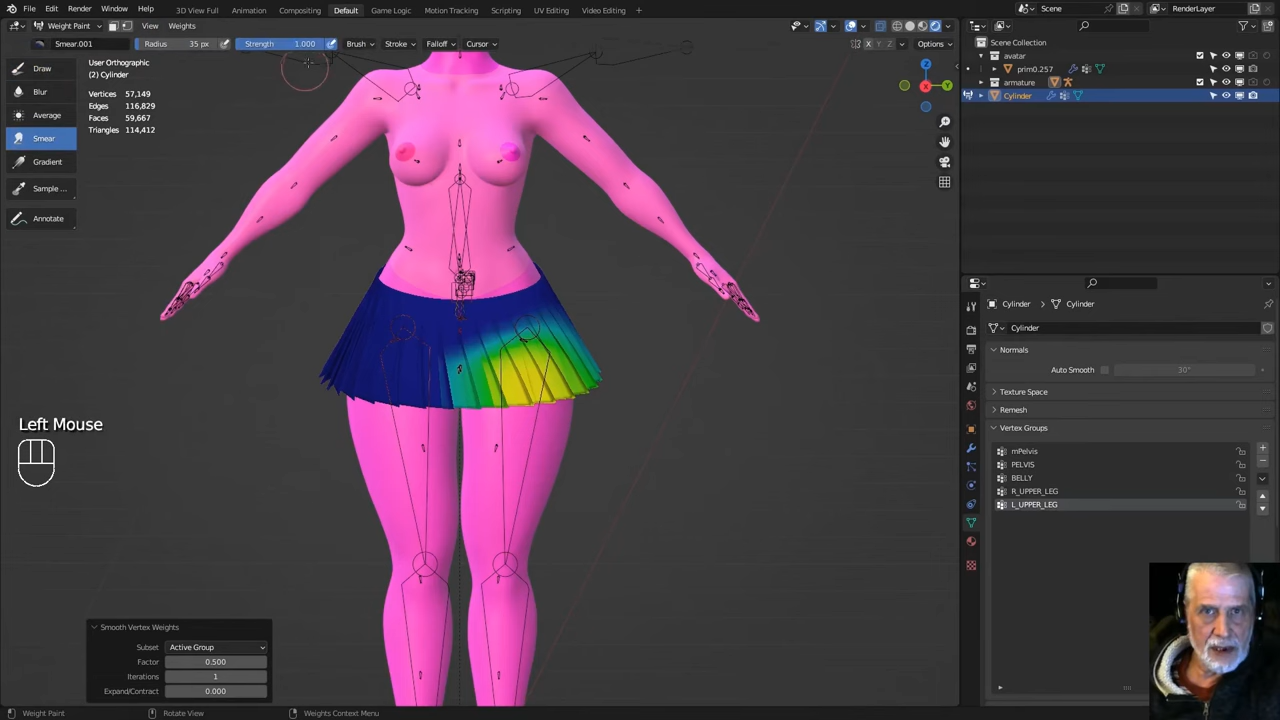 File Edit Render Window Help 3D View Full Animation Compositing Default Game Logic Motion Tracking Scripting UV Editing Video Editing + Scene RenderLayer
Weight Paint View Weights
Smear.001 Radius 35 px Strength 1.000 Brush Stroke Falloff Cursor X Y Z Options
Scene Collection
avatar
prim0.257
armature
Cylinder
Draw
Blur
Average
Smear
Gradient
Sample ...
Annotate
User Orthographic
(2) Cylinder
Vertices 57,149
Edges 116,829
Faces 59,667
Triangles 114,412
Z
Y
X
Left Mouse
Smooth Vertex Weights
Subset Active Group
Factor 0.500
Iterations 1
Expand/Contract 0.000
Cylinder > Cylinder
Cylinder
Normals
Auto Smooth 30°
Texture Space
Remesh
Vertex Groups
mPelvis
PELVIS
BELLY
R_UPPER_LEG
L_UPPER_LEG
Weight Paint Rotate View Weights Context Menu